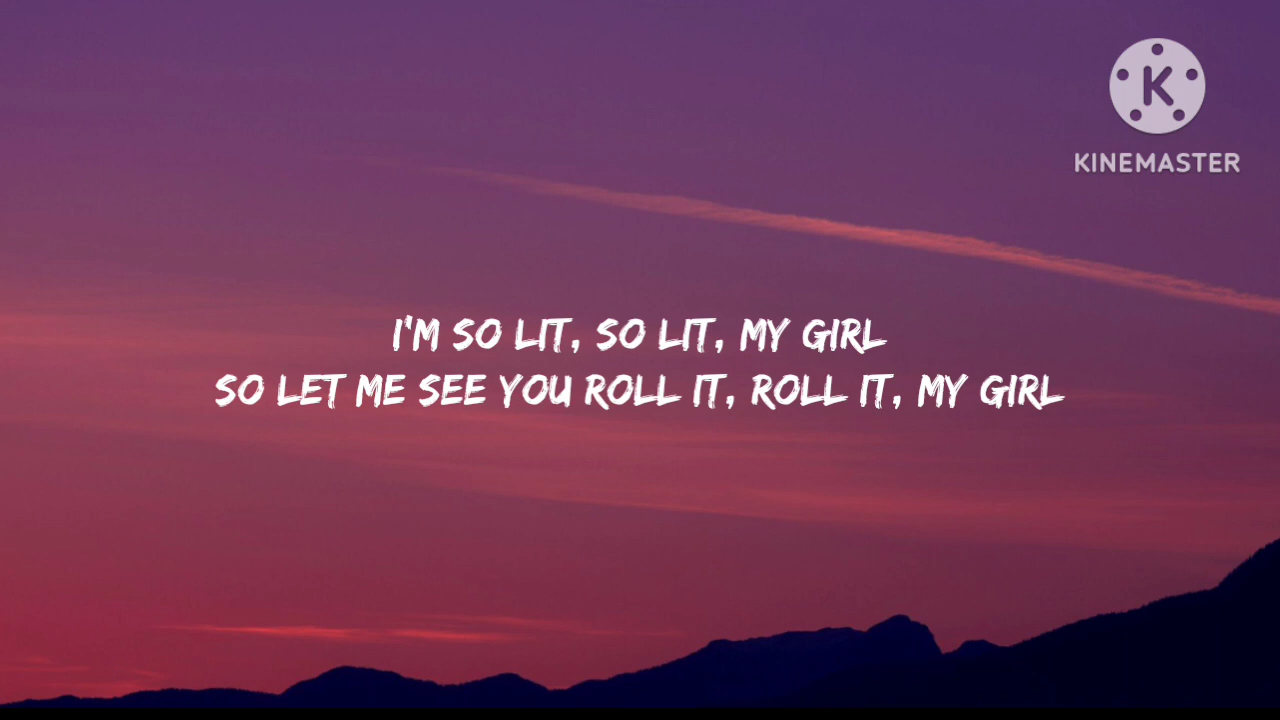 K
KINEMASTER
I'M SO LIT, SO LIT, MY GIRL
SO LET ME SEE YOU ROLL IT, ROLL IT, MY GIRL